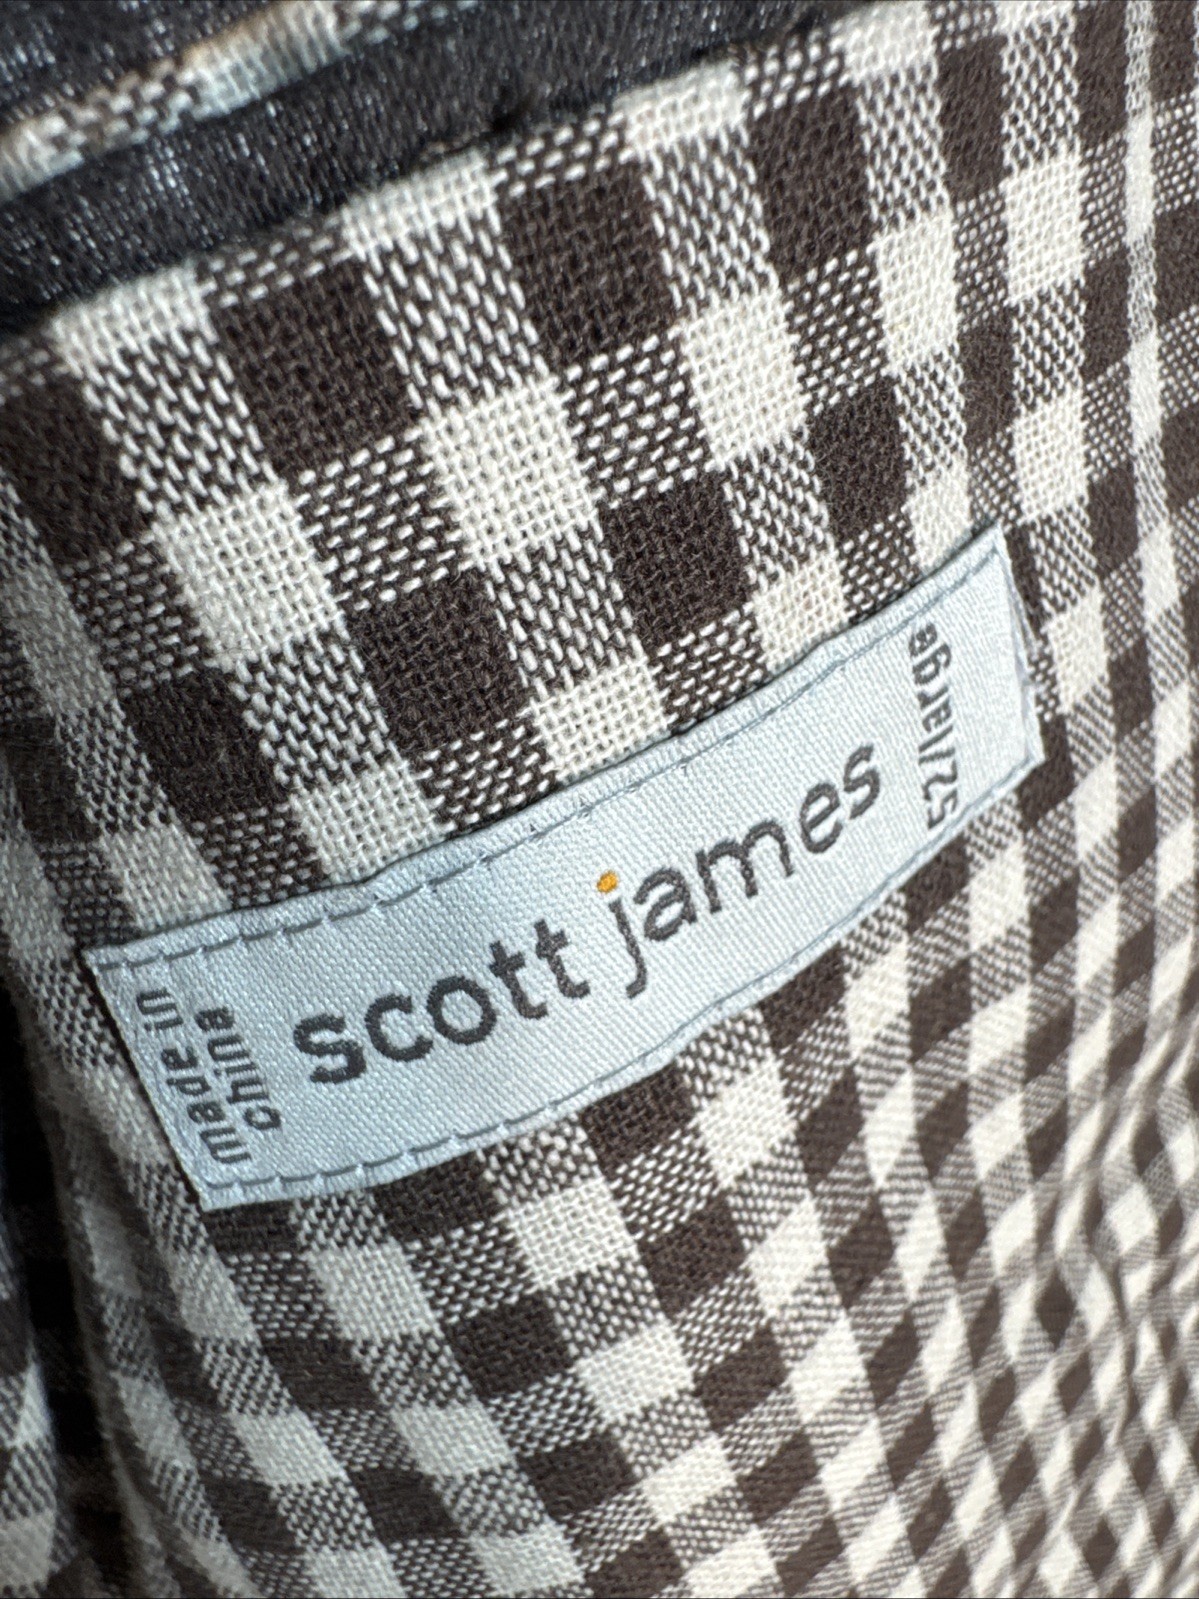 made in
china
scott james
large/52